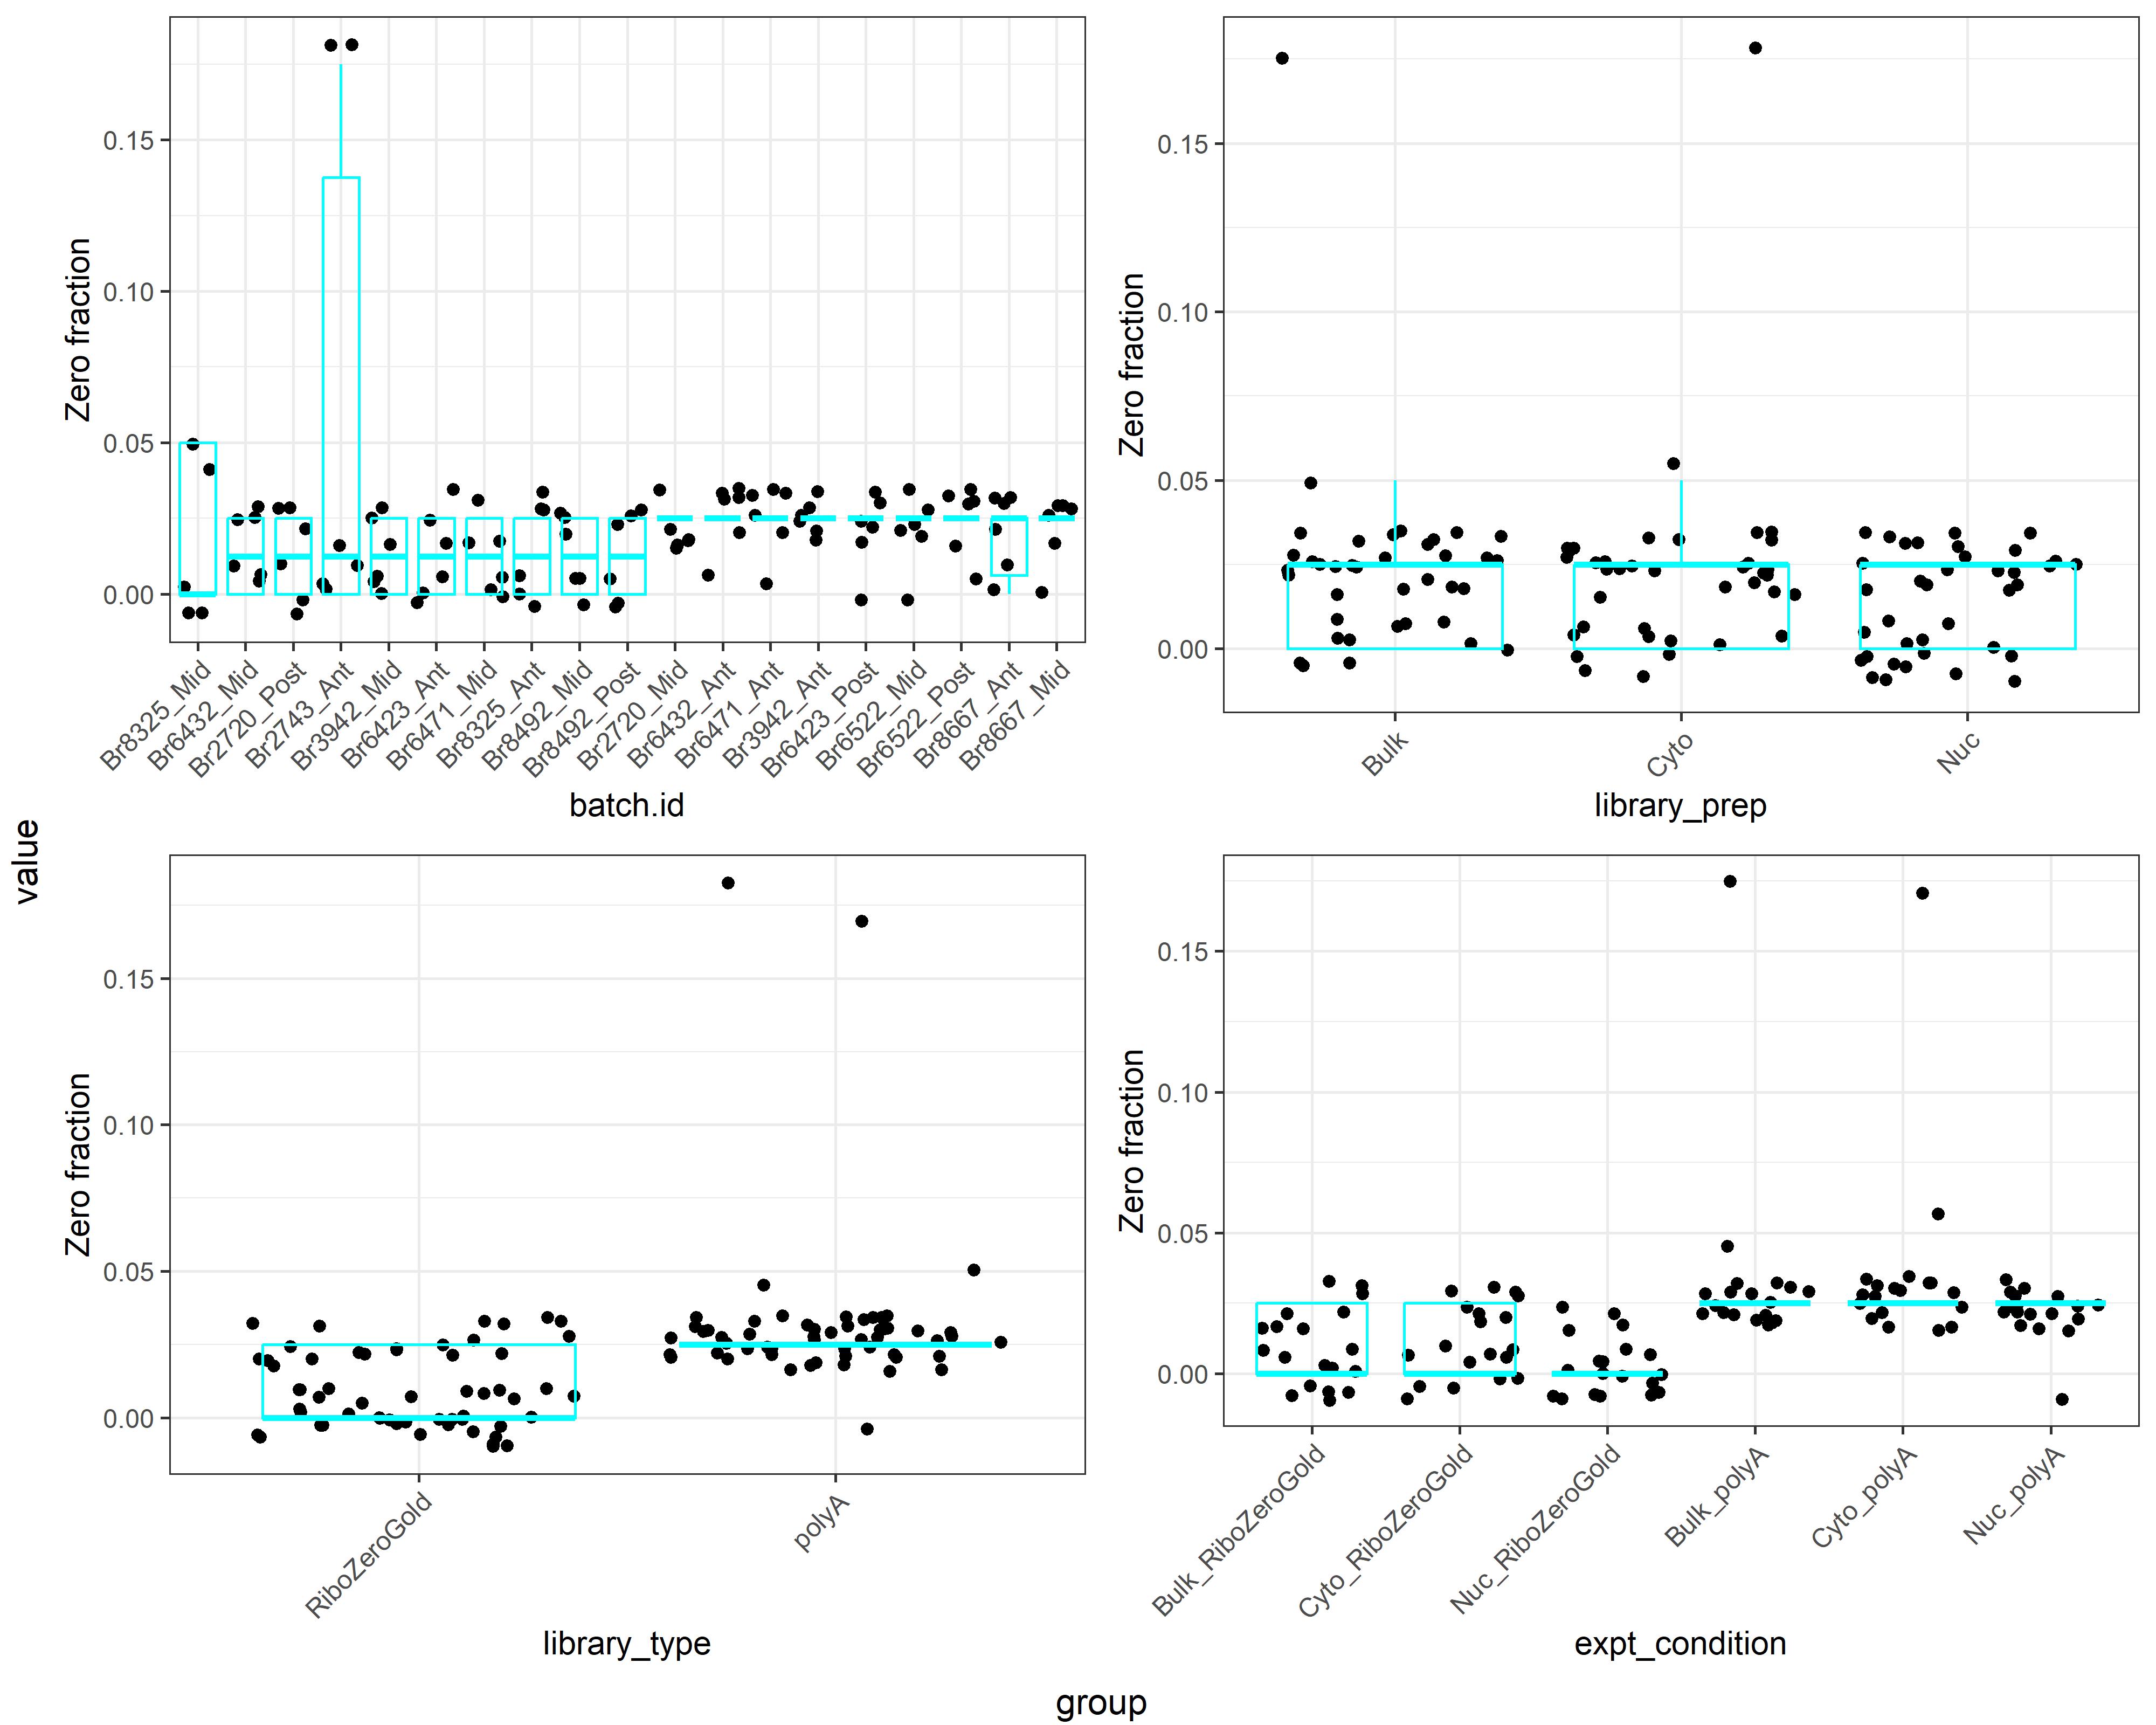 value
Zero fraction
0.15
0.10
0.05
0.00
Br8325_Mid
Br6432_Mid
Br2720_Post
Br2743_Ant
Br3942_Mid
Br6423_Ant
Br6471_Mid
Br8325_Ant
Br8492_Mid
Br8492_Post
Br2720_Mid
Br6432_Ant
Br6471_Ant
Br3942_Ant
Br6423_Post
Br6522_Mid
Br6522_Post
Br8667_Ant
Br8667_Mid
batch.id
Zero fraction
0.15
0.10
0.05
0.00
Bulk
Cyto
Nuc
library_prep
Zero fraction
0.15
0.10
0.05
0.00
RiboZeroGold
polyA
library_type
Zero fraction
0.15
0.10
0.05
0.00
Bulk_RiboZeroGold
Cyto_RiboZeroGold
Nuc_RiboZeroGold
Bulk_polyA
Cyto_polyA
Nuc_polyA
expt_condition
group